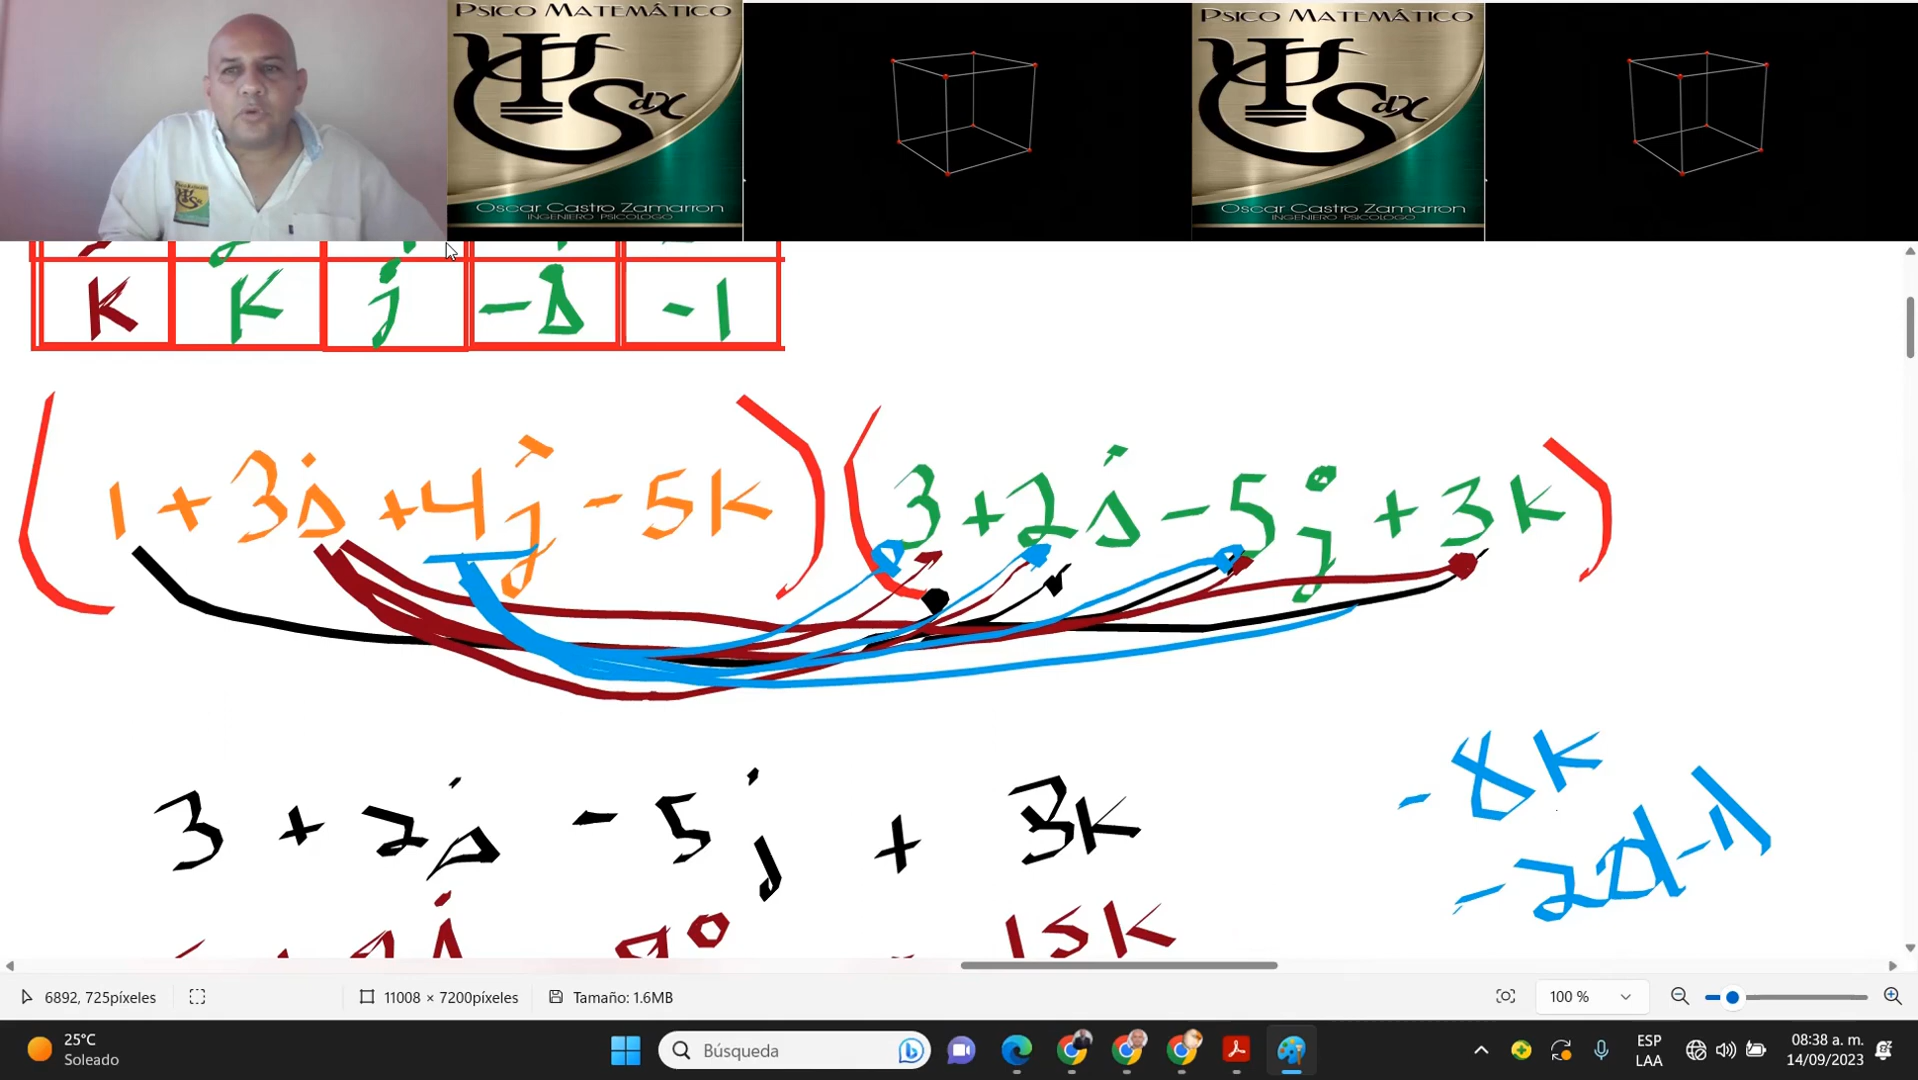 PSICO MATEMÁTICO
dx
Oscar Castro Zamarron
INGENIERO PSICOLOGO
PSICO MATEMÁTICO
dx
Oscar Castro Zamarron
INGENIERO PSICOLOGO
k k j -i -1
(1 + 3i + 4j - 5k) (3 + 2i - 5j + 3k)
-8k
3 + 2i - 5j + 3k
15k
6892, 725píxeles 11008 × 7200píxeles Tamaño: 1.6MB 100 %
25°C
Soleado
Búsqueda
ESP
LAA
08:38 a. m.
14/09/2023